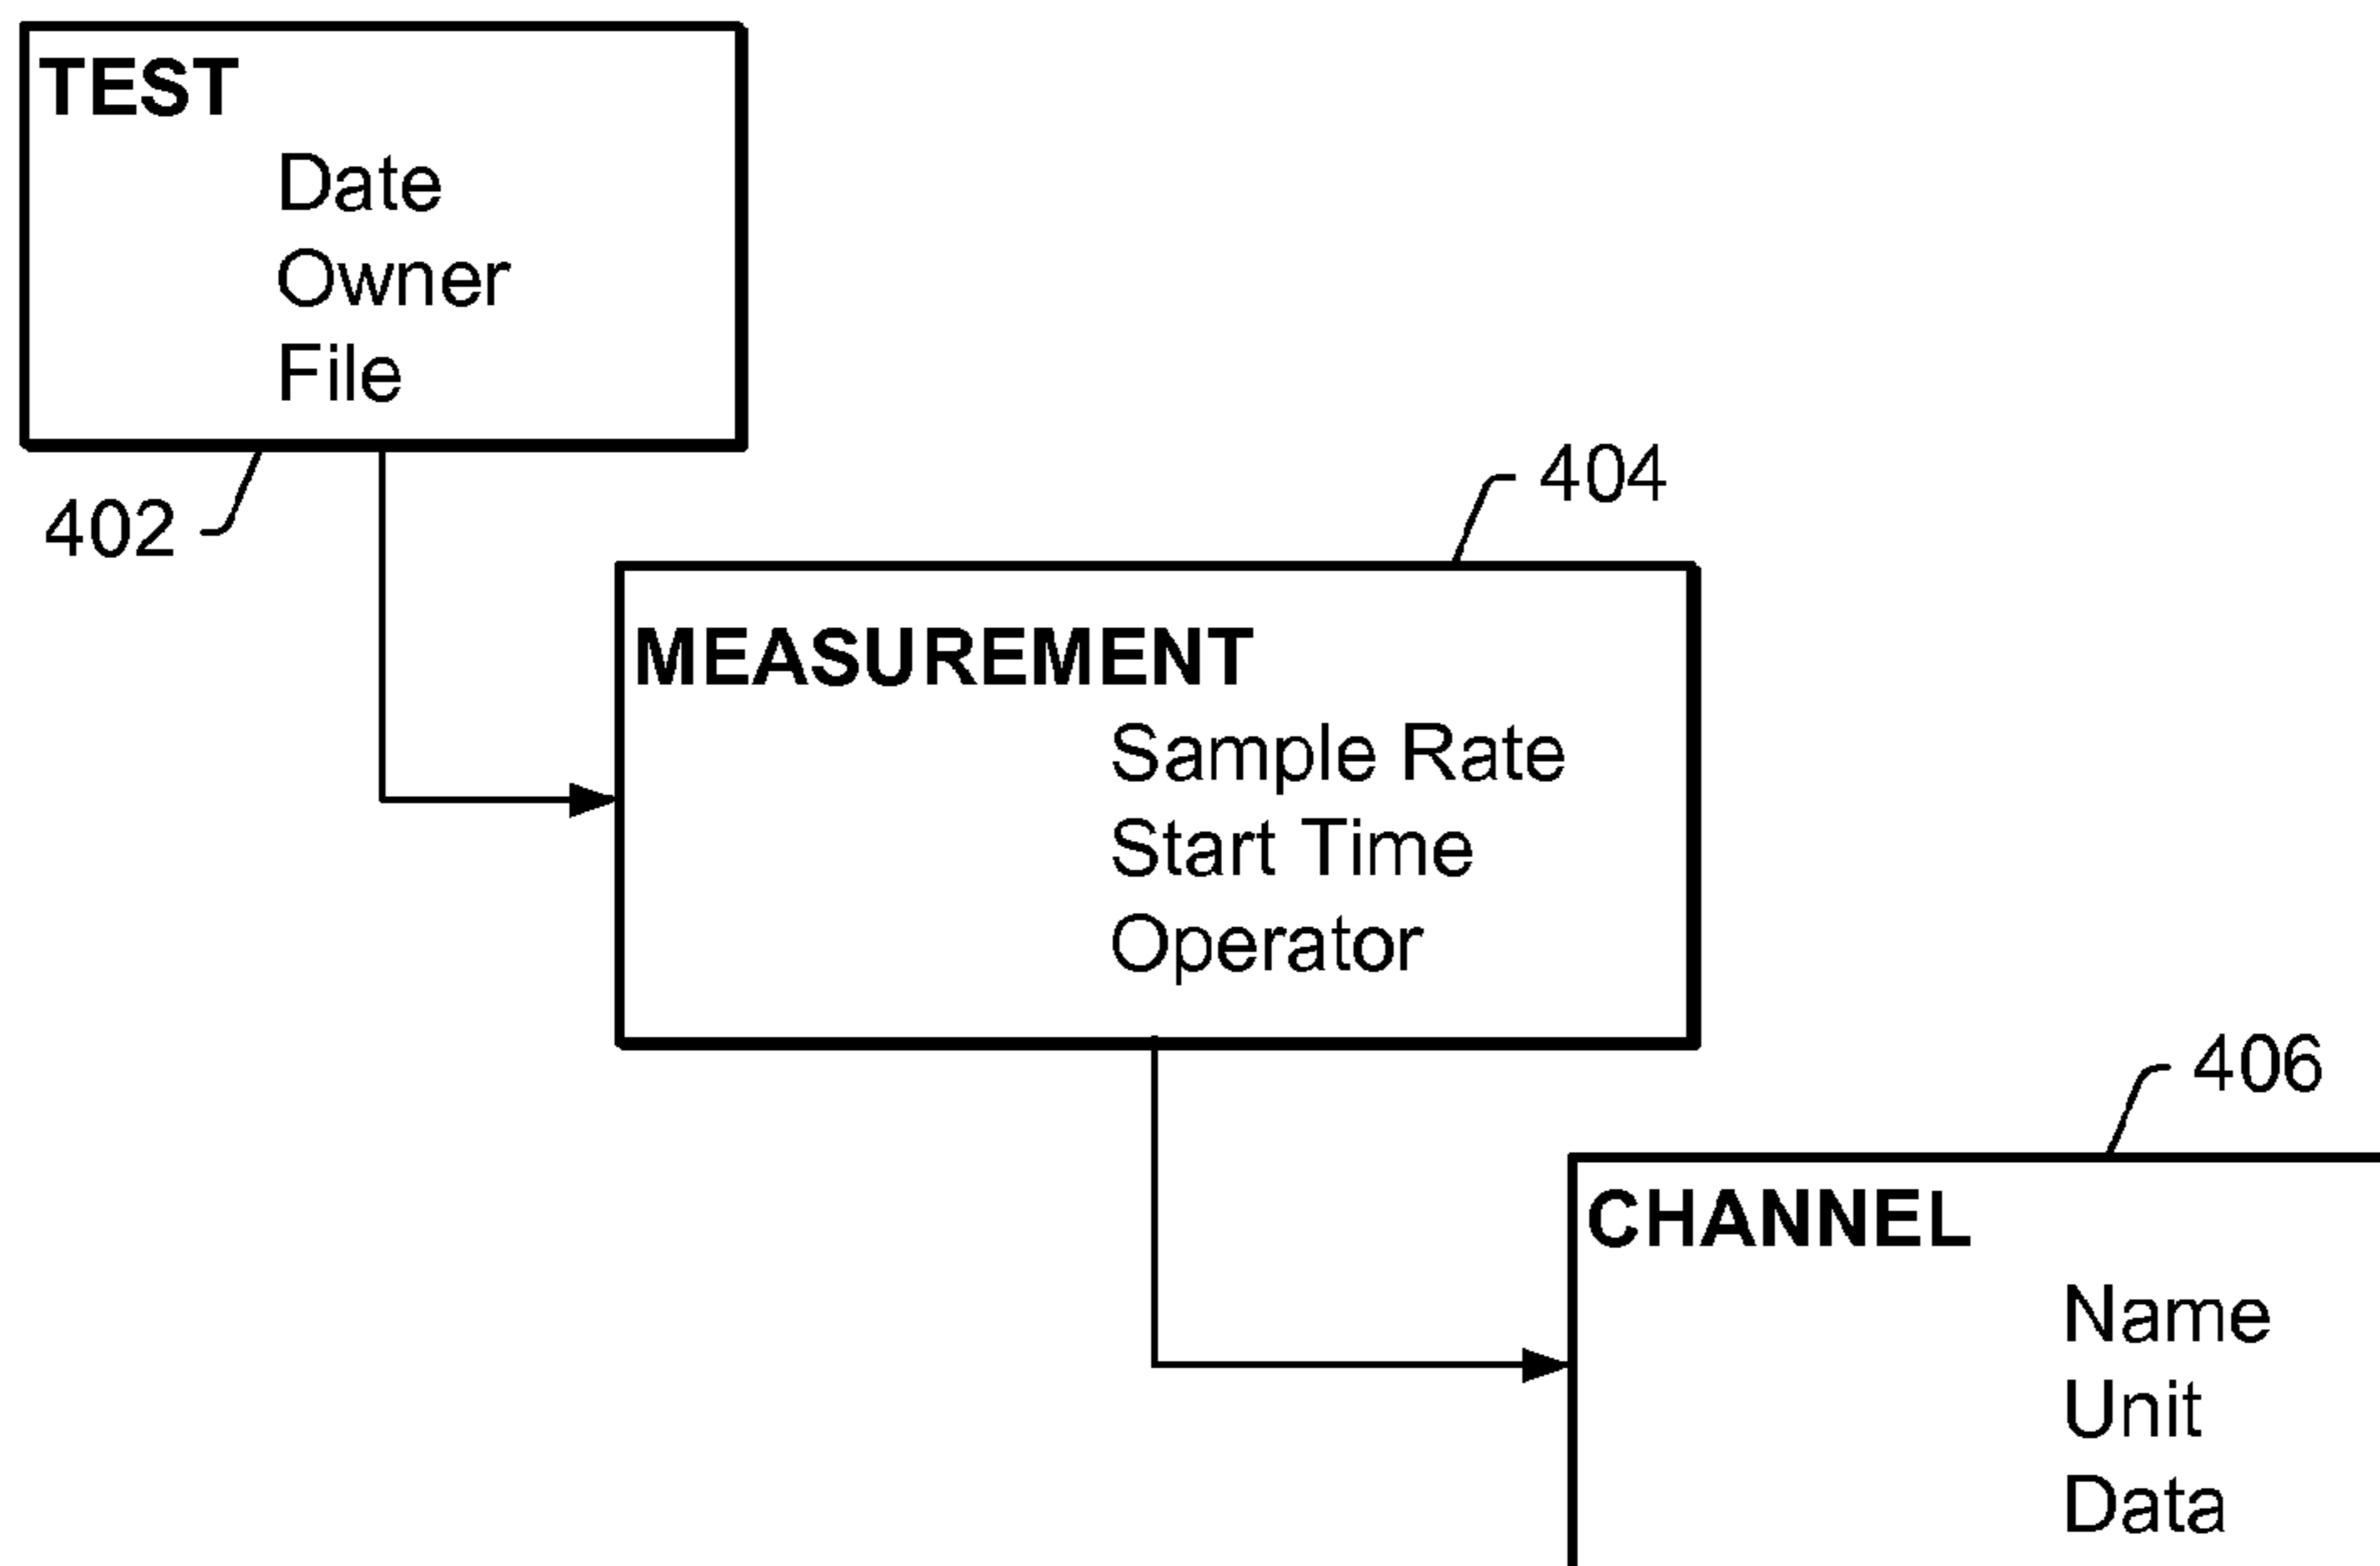 TEST
Date
Owner
File
402
404
MEASUREMENT
Sample Rate
Start Time
Operator
406
CHANNEL
Name
Unit
Data